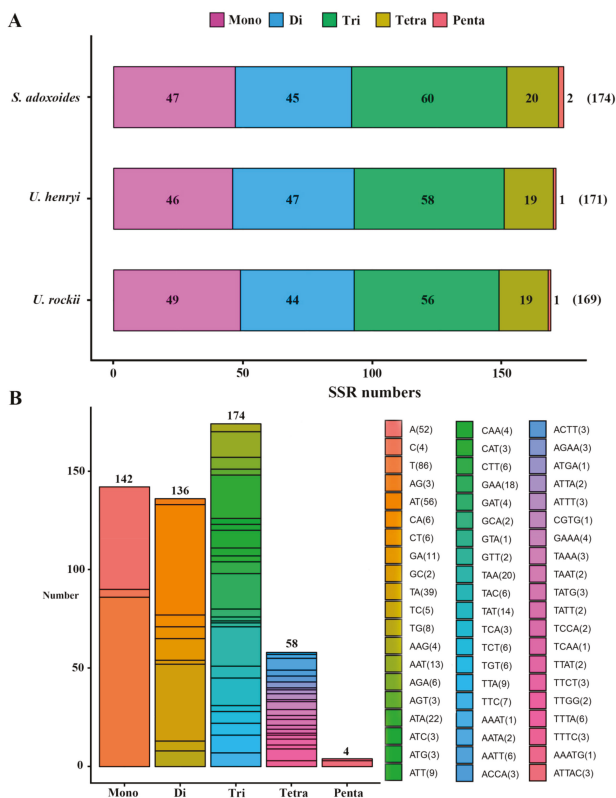 A
Mono Di Tri Tetra Penta
S. adoxoides 47 45 60 20 2 (174)
U. henryi 46 47 58 19 1 (171)
U. rockii 49 44 56 19 1 (169)
0 50 100 150
SSR numbers
B
174
150
142
136
100
Number
58
50
4
0
Mono Di Tri Tetra Penta
A(52) CAA(4) ACTT(3)
C(4) CAT(3) AGAA(3)
T(86) CTT(6) ATGA(1)
AG(3) GAA(18) ATTA(2)
AT(56) GAT(4) ATTT(3)
CA(6) GCA(2) CGTG(1)
CT(6) GTA(1) GAAA(4)
GA(11) GTT(2) TAAA(3)
GC(2) TAA(20) TAAT(2)
TA(39) TAC(6) TATG(3)
TC(5) TAT(14) TATT(2)
TG(8) TCA(3) TCCA(2)
AAG(4) TCT(6) TCAA(1)
AAT(13) TGT(6) TTAT(2)
AGA(6) TTA(9) TTCT(3)
AGT(3) TTC(7) TTGG(2)
ATA(22) AAAT(1) TTTA(6)
ATC(3) AATA(2) TTTC(3)
ATG(3) AATT(6) AAATG(1)
ATT(9) ACCA(3) ATTAC(3)